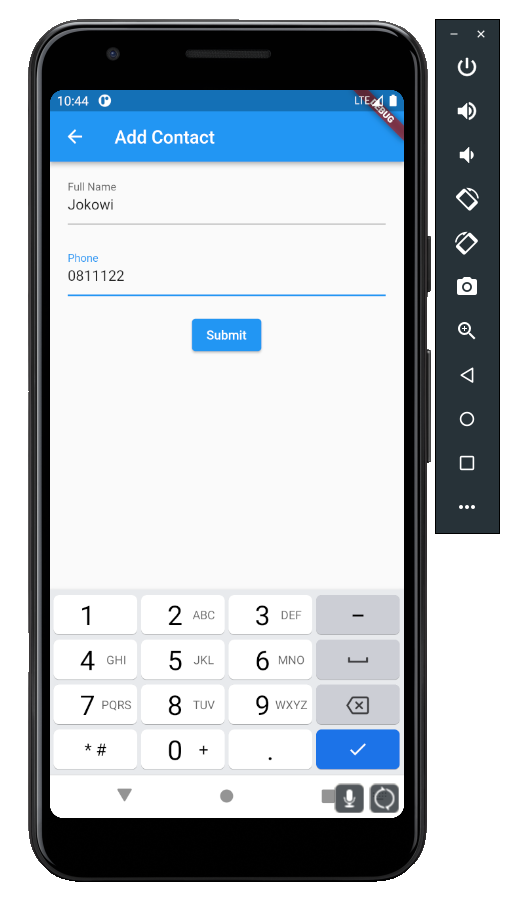 10:44 LTE
DEBUG
Add Contact
Full Name
Jokowi
Phone
0811122
Submit
1 2 ABC 3 DEF –
4 GHI 5 JKL 6 MNO
7 PQRS 8 TUV 9 WXYZ
* # 0 + .